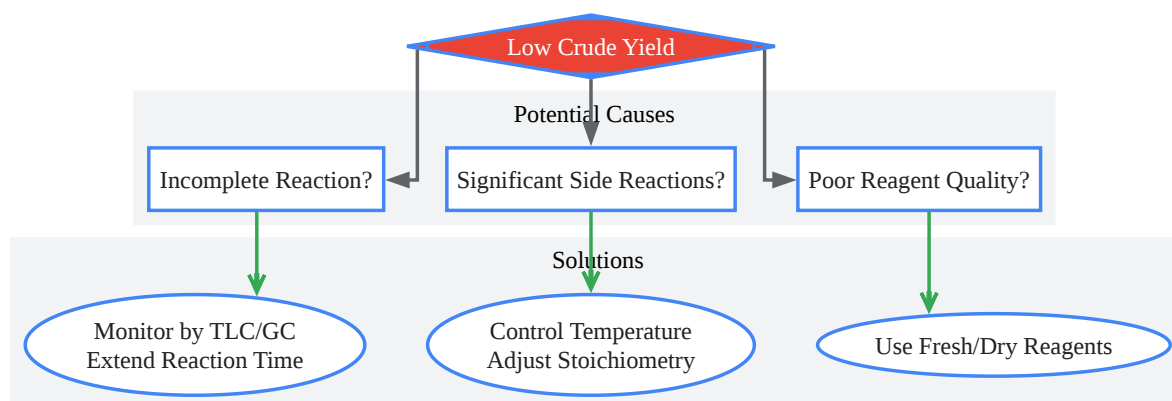 Low Crude Yield
Potential Causes
Incomplete Reaction?
Significant Side Reactions?
Poor Reagent Quality?
Solutions
Monitor by TLC/GC
Extend Reaction Time
Control Temperature
Adjust Stoichiometry
Use Fresh/Dry Reagents